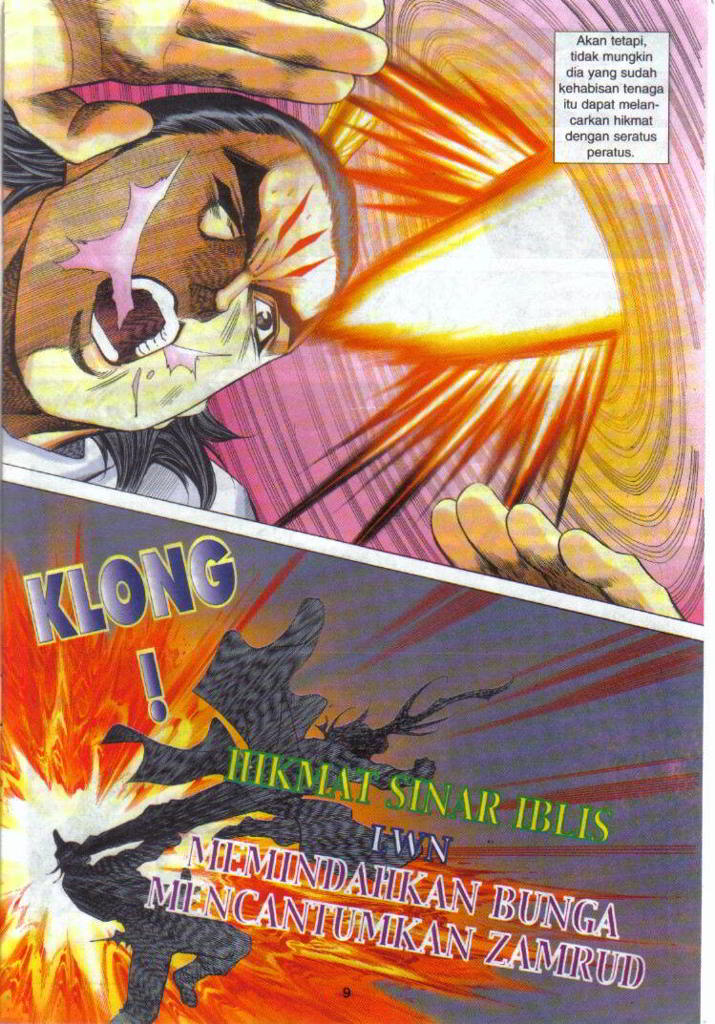 Akan tetapi,
tidak mungkin
dia yang sudah
kehabisan tenaga
itu dapat melan-
carkan hikmat
dengan seratus
peratus.
KLONG
!
HIKMAT SINAR IBLIS
LWN
MEMINDAHKAN BUNGA
MENCANTUMKAN ZAMRUD
9